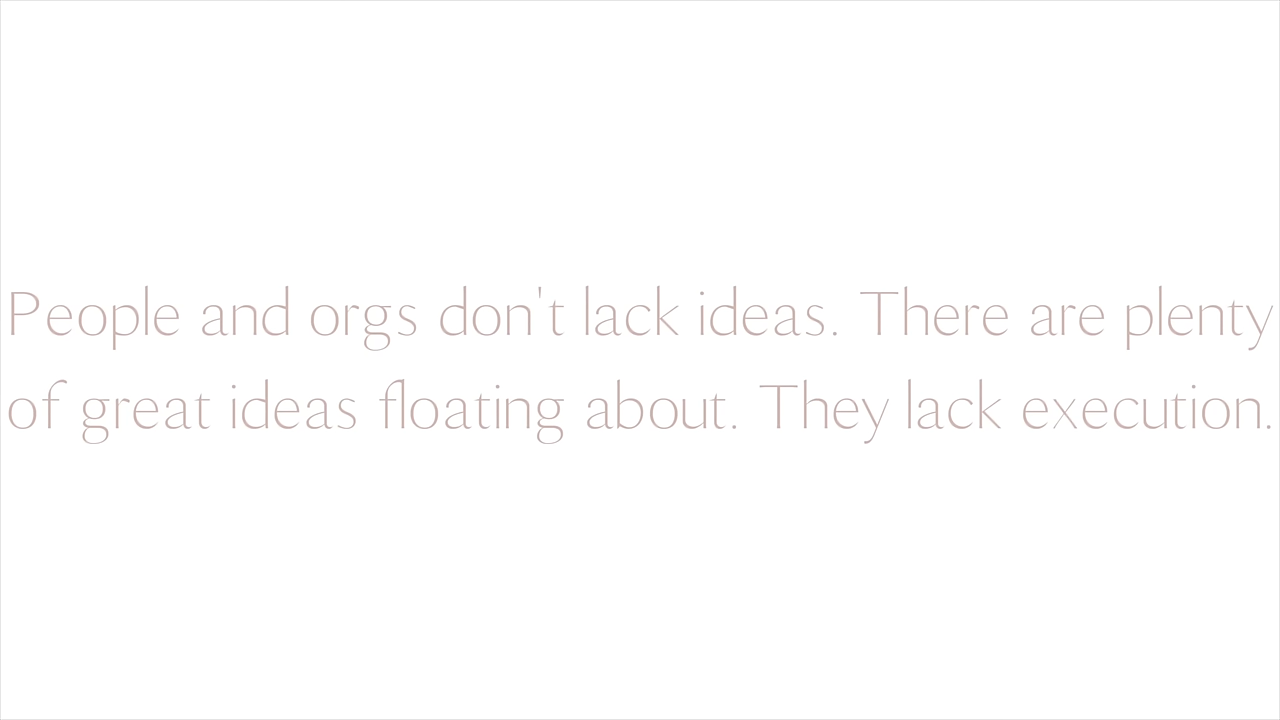 People and orgs don't lack ideas. There are plenty
of great ideas floating about. They lack execution.